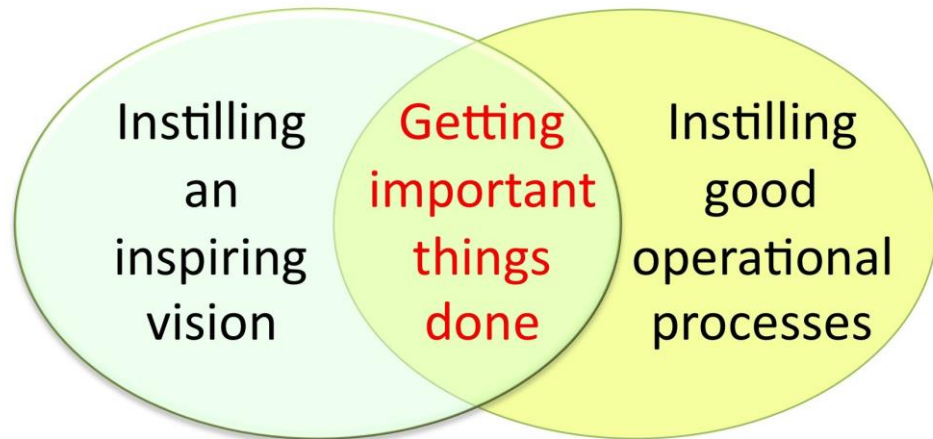 Instilling
an
inspiring
vision
Getting
important
things
done
Instilling
good
operational
processes